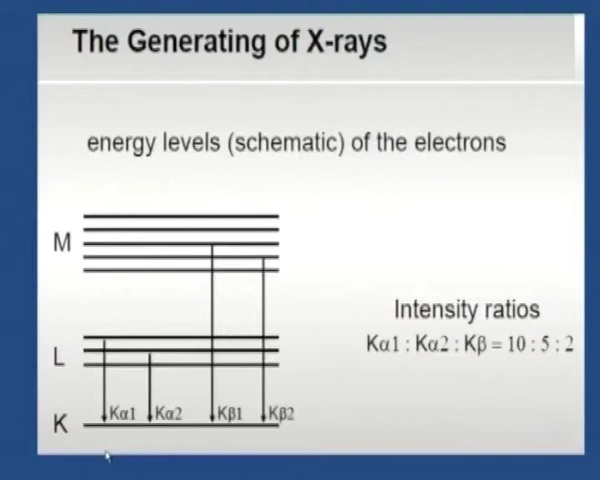 The Generating of X-rays
energy levels (schematic) of the electrons
M
Intensity ratios
Kα1 : Kα2 : Kβ = 10 : 5 : 2
L
Kα1 Kα2 Kβ1 Kβ2
K